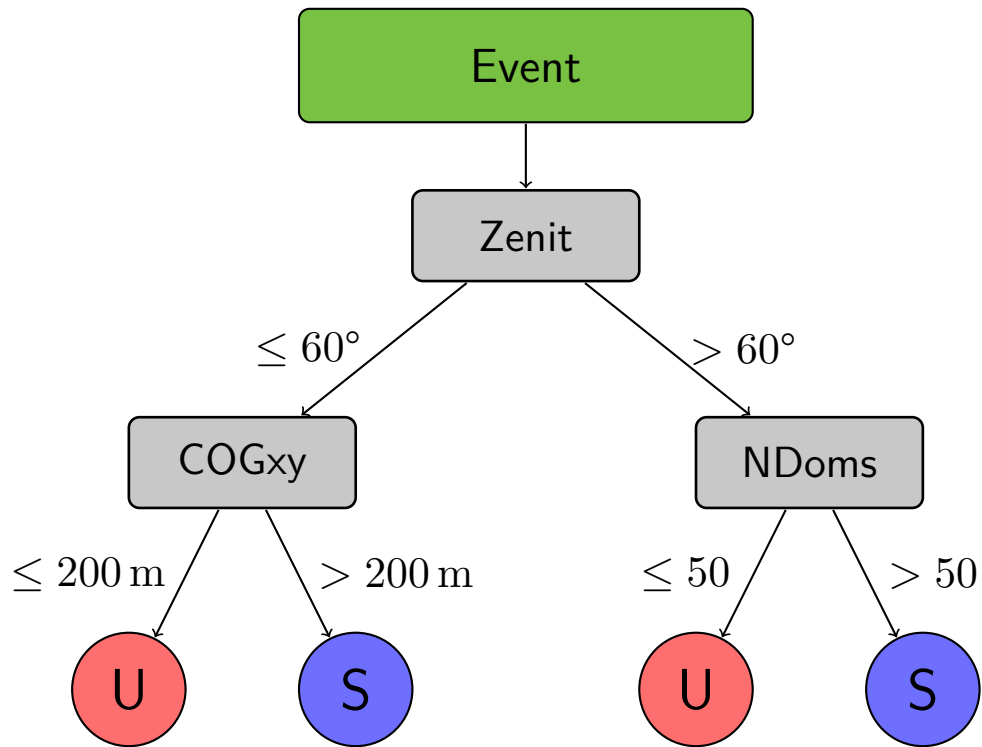 Event
Zenit
≤ 60°
> 60°
COGxy
NDoms
≤ 200 m
> 200 m
≤ 50
> 50
U
S
U
S